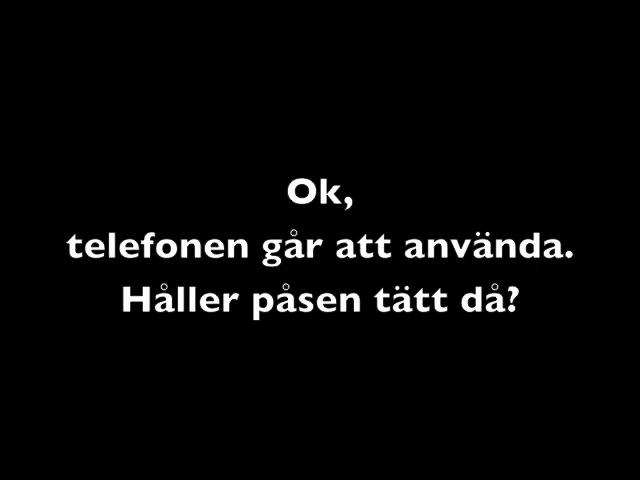 Ok,
telefonen går att använda.
Håller påsen tätt då?